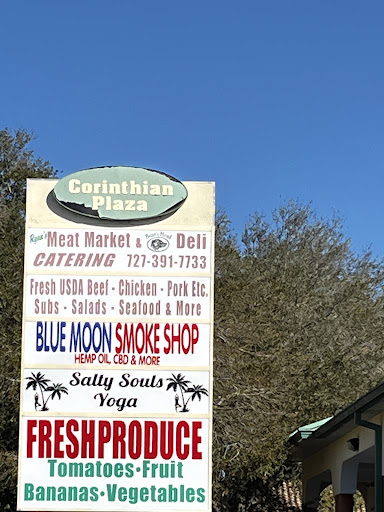 Corinthian
Plaza
Meat Market & Deli
CATERING 727-391-7733
Fresh USDA Beef - Chicken - Pork Etc.
Subs - Salads - Seafood & More
BLUE MOON SMOKE SHOP
HEMP OIL, CBD & MORE
Salty Souls
Yoga
FRESHPRODUCE
Tomatoes•Fruit
Bananas•Vegetables